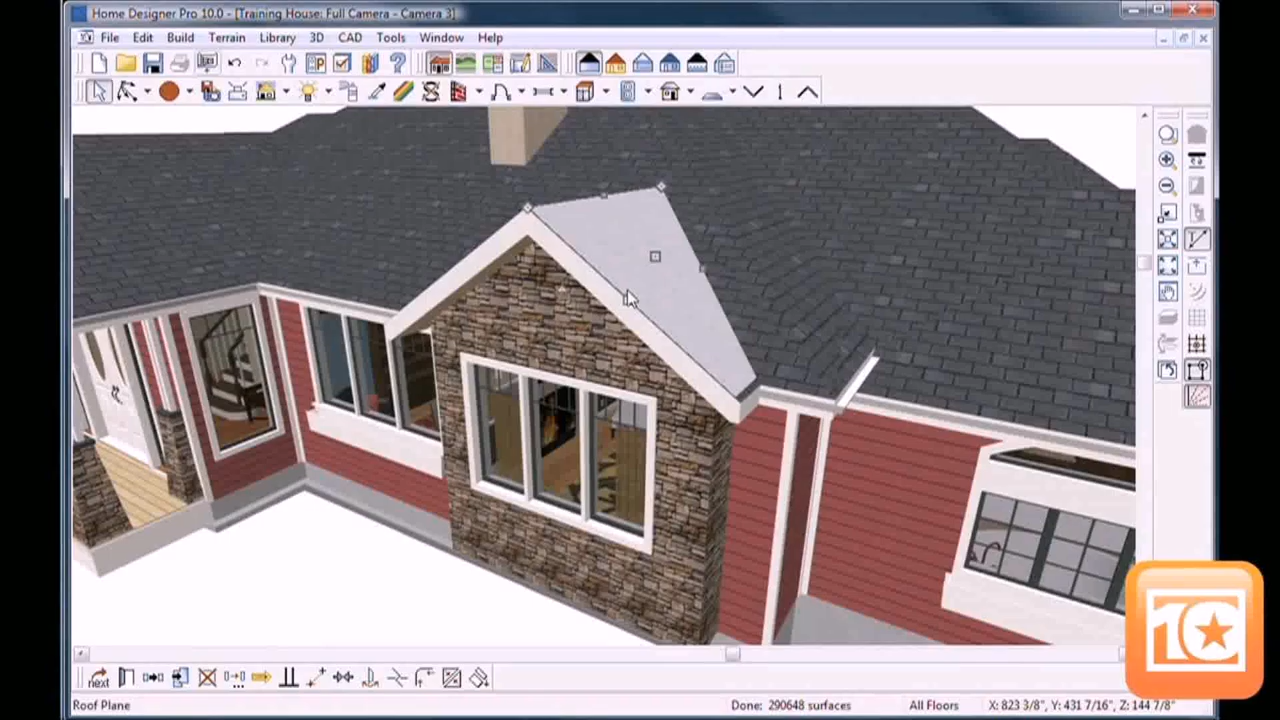 Home Designer Pro 10.0 - [Training House: Full Camera - Camera 3]
File Edit Build Terrain Library 3D CAD Tools Window Help
next
Roof Plane Done: 290648 surfaces All Floors X: 823 3/8", Y: 431 7/16", Z: 144 7/8"
10